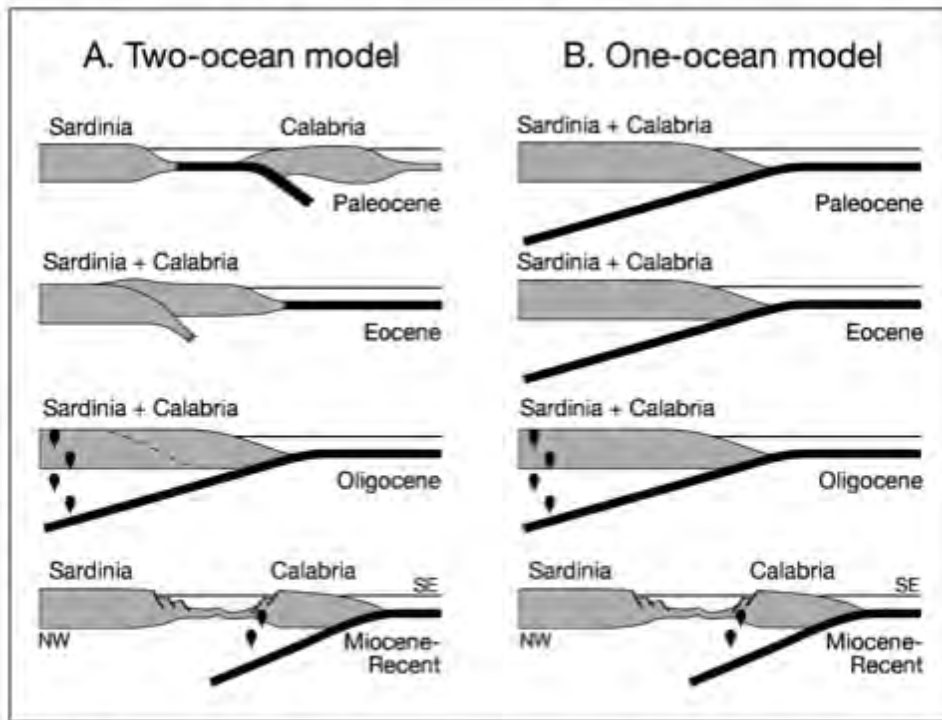 A. Two-ocean model
Sardinia Calabria
Paleocene
Sardinia + Calabria
Eocene
Sardinia + Calabria
Oligocene
Sardinia Calabria
SE
NW
Miocene-
Recent
B. One-ocean model
Sardinia + Calabria
Paleocene
Sardinia + Calabria
Eocene
Sardinia + Calabria
Oligocene
Sardinia Calabria
SE
NW
Miocene-
Recent